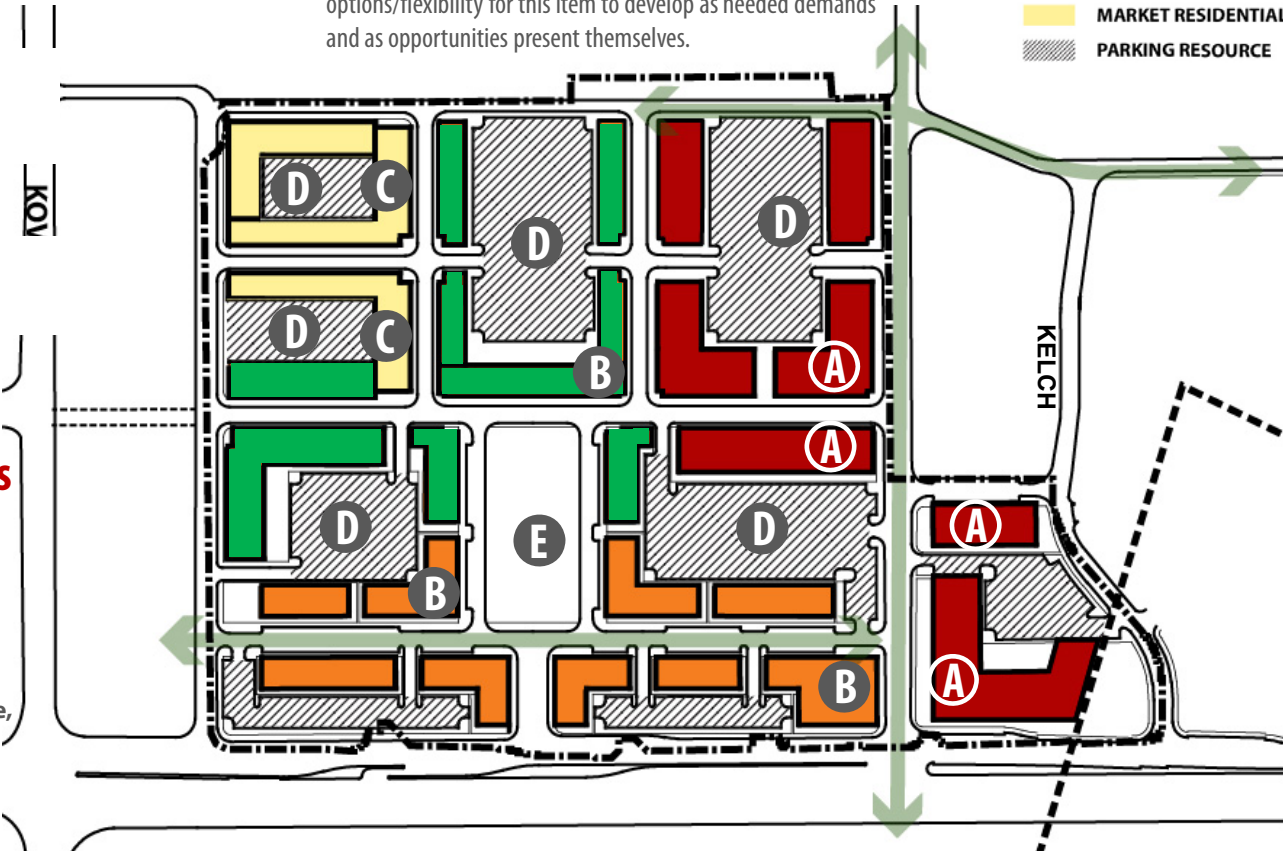 options/flexibility for this item to develop as needed demands
and as opportunities present themselves.
MARKET RESIDENTIAL
PARKING RESOURCE
D
C
D
D
KOV
D
C
B
A
KELCH
A
S
D
E
D
A
B
B
A
e,